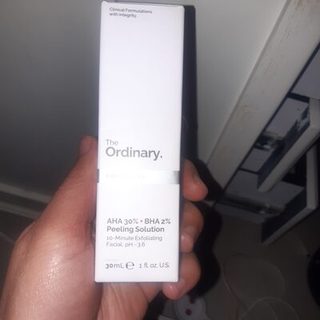 Clinical Formulations
with Integrity.
The
Ordinary.
AHA 30% + BHA 2%
Peeling Solution
10-Minute Exfoliating
Facial, pH ~ 3.6
30mL ℮ 1 fl. oz. U.S.